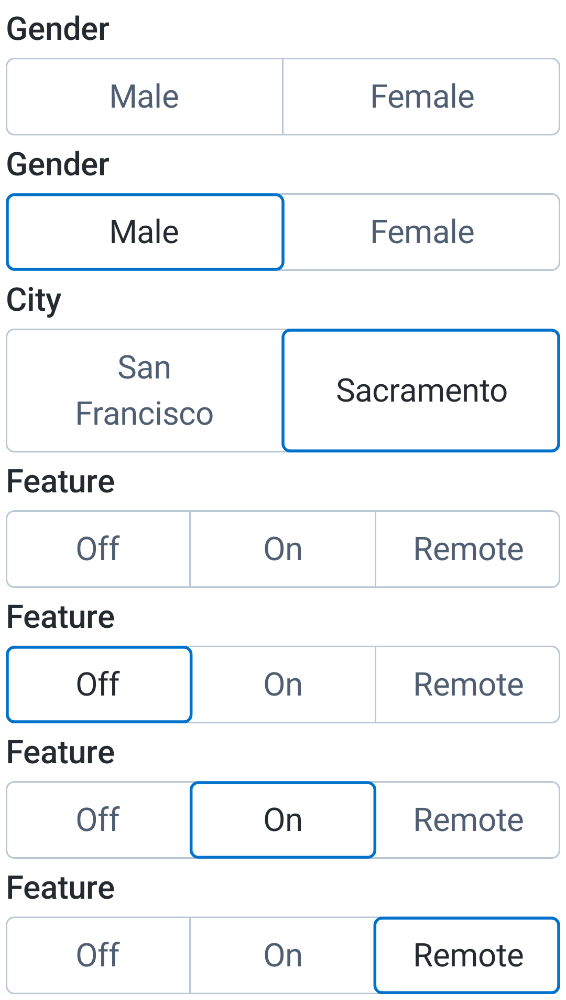 Gender
Male Female
Gender
Male Female
City
San
Francisco
Sacramento
Feature
Off On Remote
Feature
Off On Remote
Feature
Off On Remote
Feature
Off On Remote